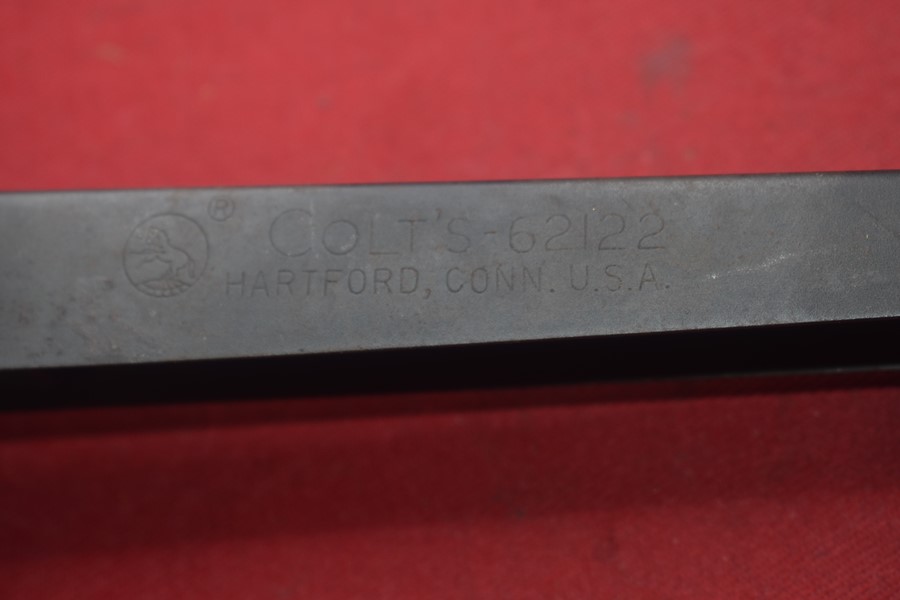 ® COLT'S-62122
HARTFORD, CONN. U.S.A.